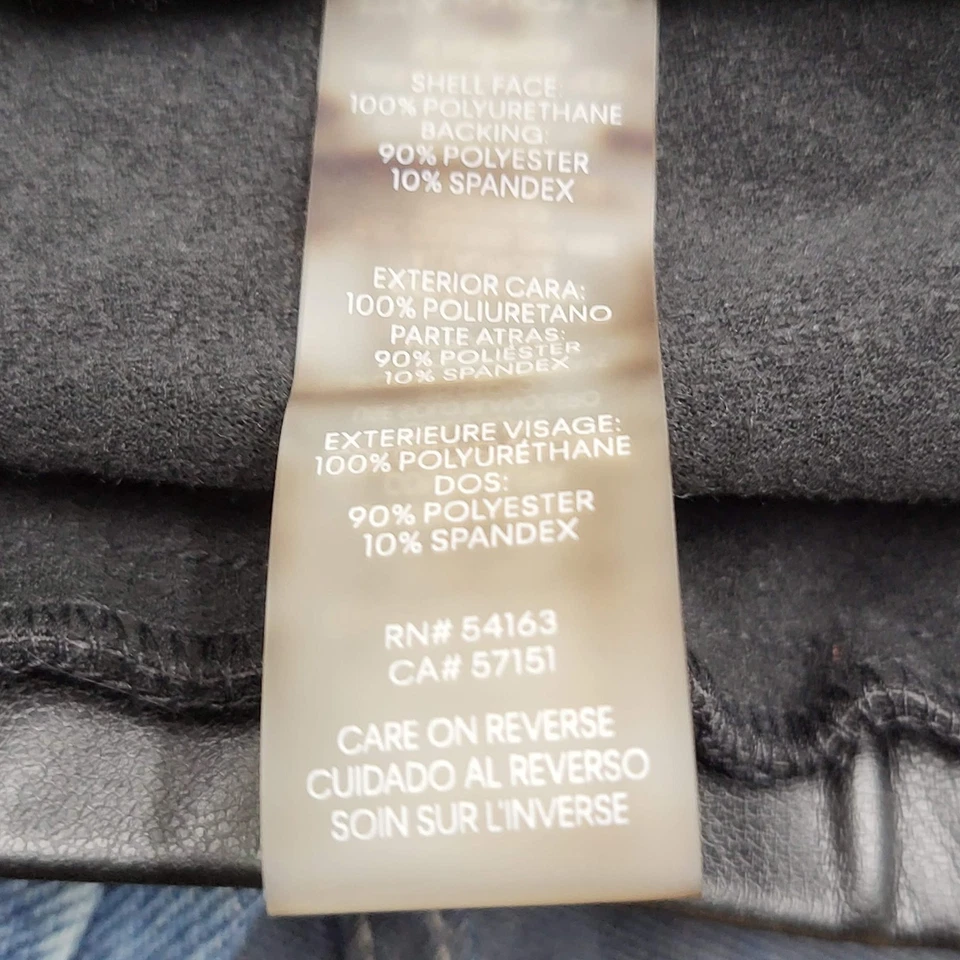 SHELL FACE:
100% POLYURETHANE
BACKING:
90% POLYESTER
10% SPANDEX
EXTERIOR CARA:
100% POLIURETANO
PARTE ATRAS:
90% POLIÉSTER
10% SPANDEX
EXTERIEURE VISAGE:
100% POLYURÉTHANE
DOS:
90% POLYESTER
10% SPANDEX
RN# 54163
CA# 57151
CARE ON REVERSE
CUIDADO AL REVERSO
SOIN SUR L'INVERSE